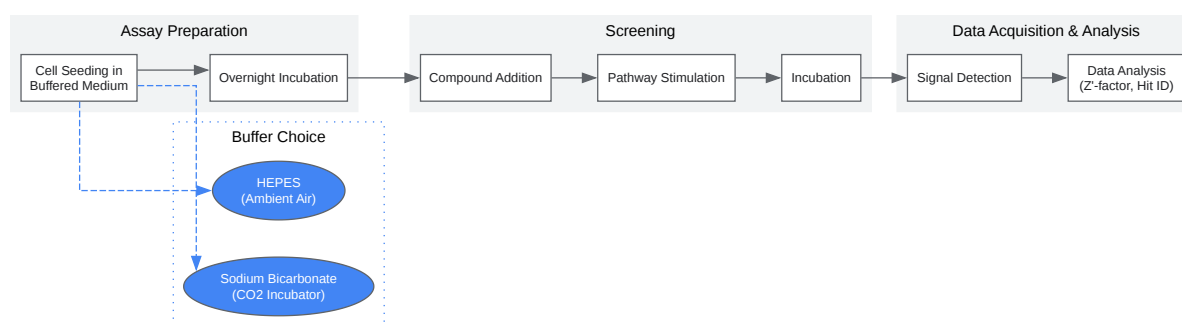 Assay Preparation
Cell Seeding in
Buffered Medium
Overnight Incubation
Screening
Compound Addition
Pathway Stimulation
Incubation
Data Acquisition & Analysis
Signal Detection
Data Analysis
(Z'-factor, Hit ID)
Buffer Choice
HEPES
(Ambient Air)
Sodium Bicarbonate
(CO2 Incubator)